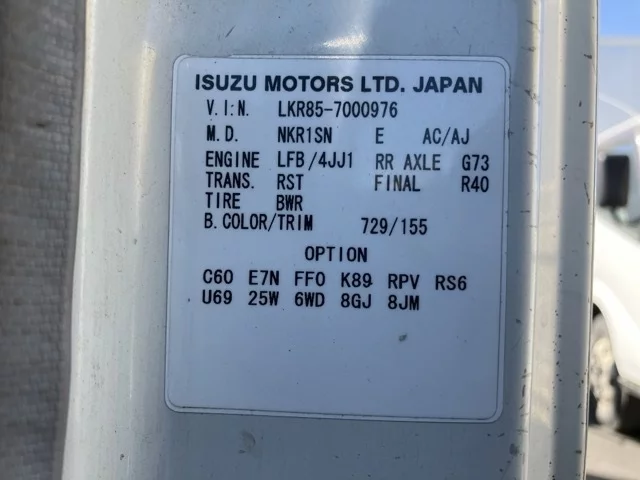 ISUZU MOTORS LTD. JAPAN
V.I.N. LKR85-7000976
M.D. NKR1SN E AC/AJ
ENGINE LFB/4JJ1 RR AXLE G73
TRANS. RST FINAL R40
TIRE BWR
B.COLOR/TRIM 729/155
OPTION
C60 E7N FF0 K89 RPV RS6
U69 25W 6WD 8GJ 8JM